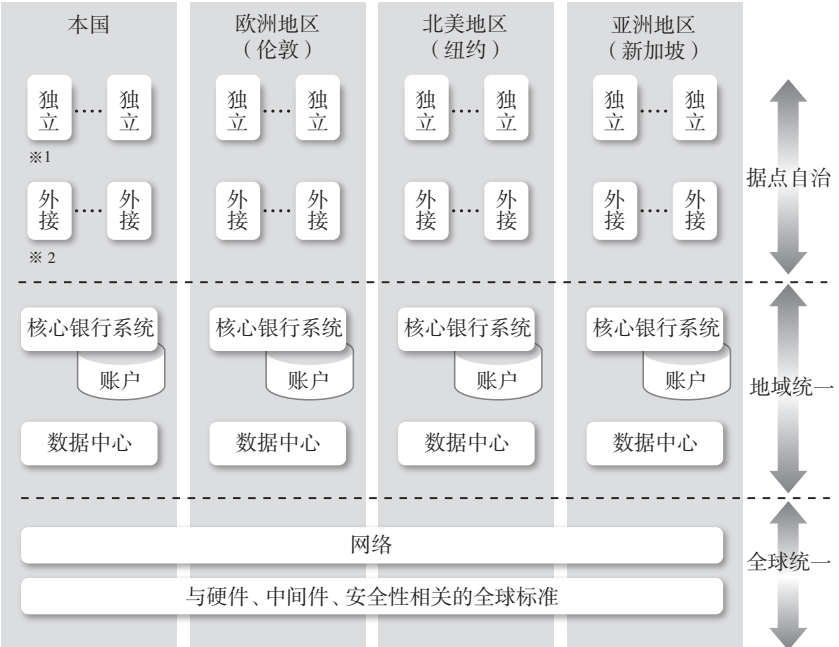 本国
欧洲地区
（伦敦）
北美地区
（纽约）
亚洲地区
（新加坡）
独立 ···· 独立
独立 ···· 独立
独立 ···· 独立
独立 ···· 独立
※1
外接 ···· 外接
外接 ···· 外接
外接 ···· 外接
外接 ···· 外接
※ 2
据点自治
核心银行系统
核心银行系统
核心银行系统
核心银行系统
账户
账户
账户
账户
地域统一
数据中心
数据中心
数据中心
数据中心
网络
全球统一
与硬件、中间件、安全性相关的全球标准